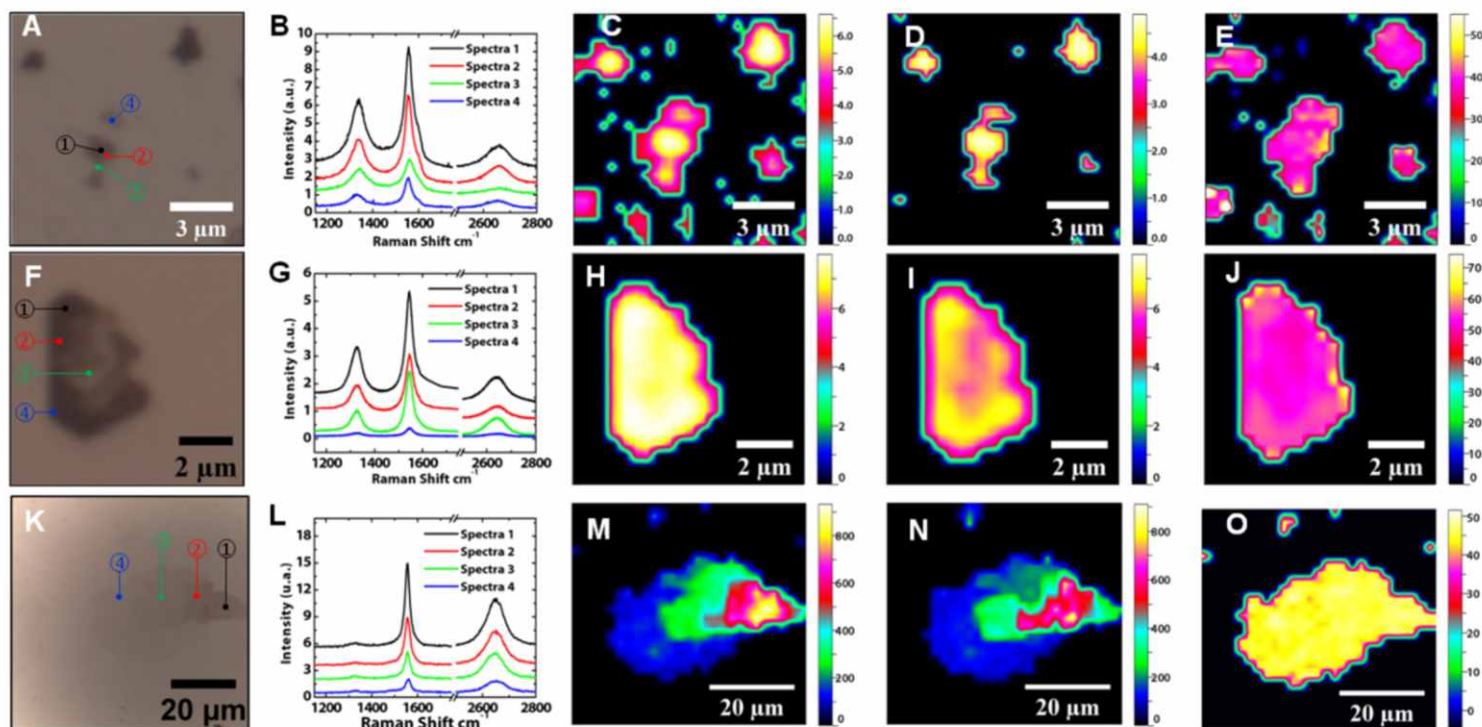 A
④
①
②
③
3 µm
B
Intensity (a.u.)
10
9
8
7
6
5
4
3
2
1
0
Spectra 1
Spectra 2
Spectra 3
Spectra 4
1200 1400 1600 2600 2800
Raman Shift cm-1
C
3 µm
6.0
5.0
4.0
3.0
2.0
1.0
0.0
D
3 µm
4.0
3.0
2.0
1.0
0.0
E
3 µm
50
40
30
20
10
0
F
①
②
④
2 µm
G
Intensity (a.u.)
6
5
4
3
2
1
0
Spectra 1
Spectra 2
Spectra 3
Spectra 4
1200 1400 1600 2600 2800
Raman Shift cm-1
H
2 µm
6
4
2
0
I
2 µm
6
4
2
0
J
2 µm
70
60
50
40
30
20
10
0
K
④
②
①
20 µm
L
Intensity (u.a.)
18
15
12
9
6
3
0
Spectra 1
Spectra 2
Spectra 3
Spectra 4
1200 1400 1600 2600 2800
Raman Shift cm-1
M
20 µm
800
600
400
200
0
N
20 µm
800
600
400
200
0
O
20 µm
50
40
30
20
10
0